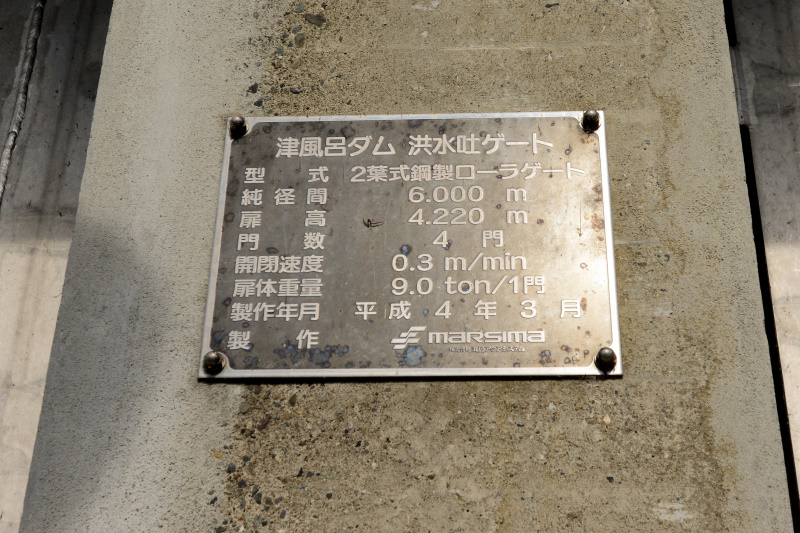 津風呂ダム 洪水吐ゲート
型式 2葉式鋼製ローラゲート
純径間 6.000 m
扉高 4.220 m
門数 4 門
開閉速度 0.3 m/min
扉体重量 9.0 ton/1門
製作年月 平成 4 年 3 月
製作 marsima